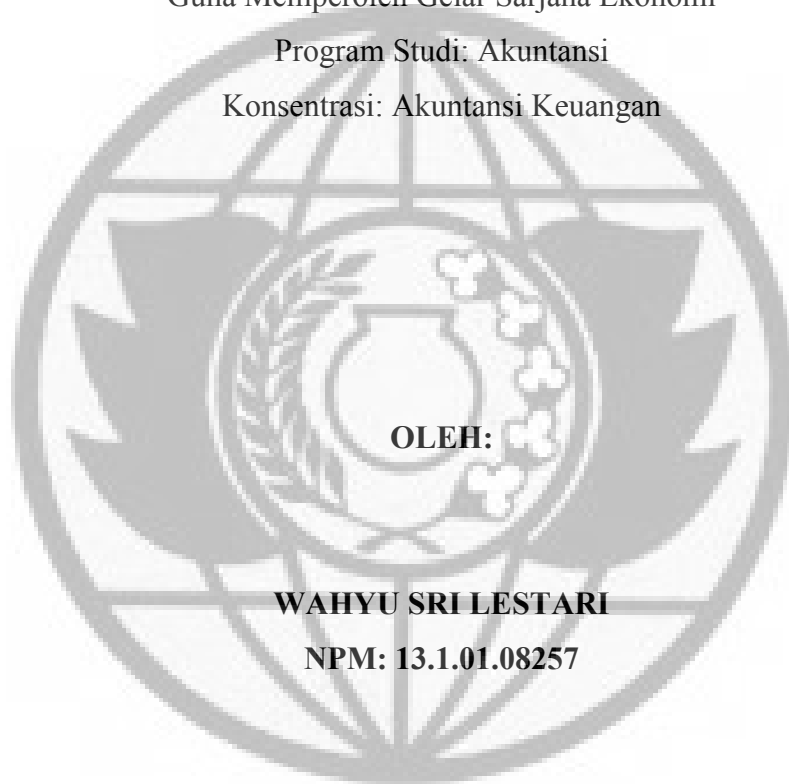 Guna Memperoleh Gelar Sarjana Ekonomi
Program Studi: Akuntansi
Konsentrasi: Akuntansi Keuangan
OLEH:
WAHYU SRI LESTARI
NPM: 13.1.01.08257